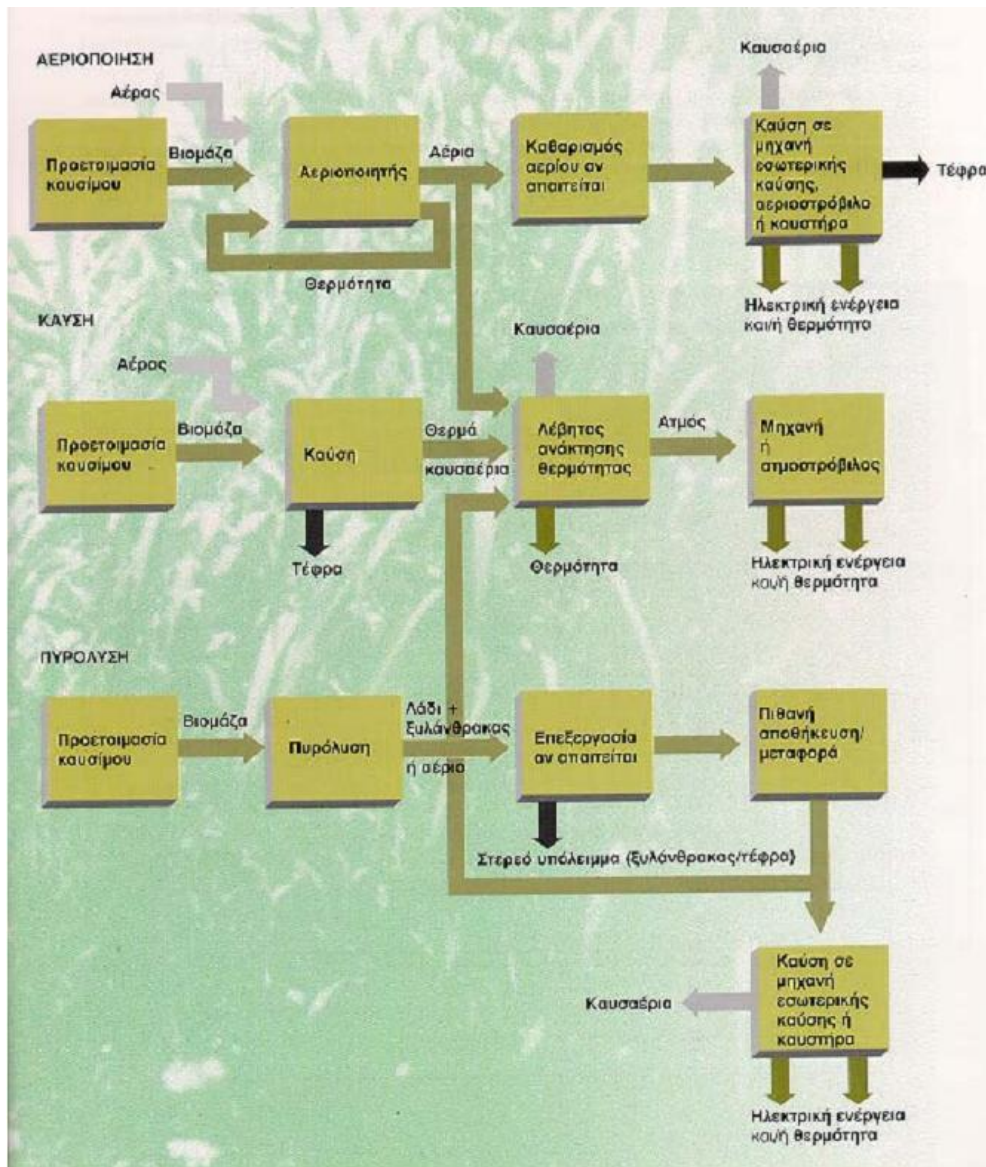 ΑΕΡΙΟΠΟΙΗΣΗ
Αέρας
Προετοιμασία
καυσίμου
Βιομάζα
Αεριοποιητής
Αέρια
Θερμότητα
Καθαρισμός
αερίου αν
απαιτείται
Καυσαέρια
Καύση σε
μηχανή
εσωτερικής
καύσης,
αεριοστρόβιλο
ή καυστήρα
Τέφρα
Ηλεκτρική ενέργεια
και/ή θερμότητα
ΚΑΥΣΗ
Αέρας
Προετοιμασία
καυσίμου
Βιομάζα
Καύση
Τέφρα
Θερμά
καυσαέρια
Καυσαέρια
Λέβητας
ανάκτησης
θερμότητας
Θερμότητα
Ατμός
Μηχανή
ή
ατμοστρόβιλος
Ηλεκτρική ενέργεια
και/ή θερμότητα
ΠΥΡΟΛΥΣΗ
Προετοιμασία
καυσίμου
Βιομάζα
Πυρόλυση
Λάδι +
ξυλάνθρακας
ή αέριο
Επεξεργασία
αν απαιτείται
Στερεό υπόλειμμα (ξυλάνθρακας/τέφρα)
Πιθανή
αποθήκευση/
μεταφορά
Καύση σε
μηχανή
εσωτερικής
καύσης ή
καυστήρα
Καυσαέρια
Ηλεκτρική ενέργεια
και/ή θερμότητα